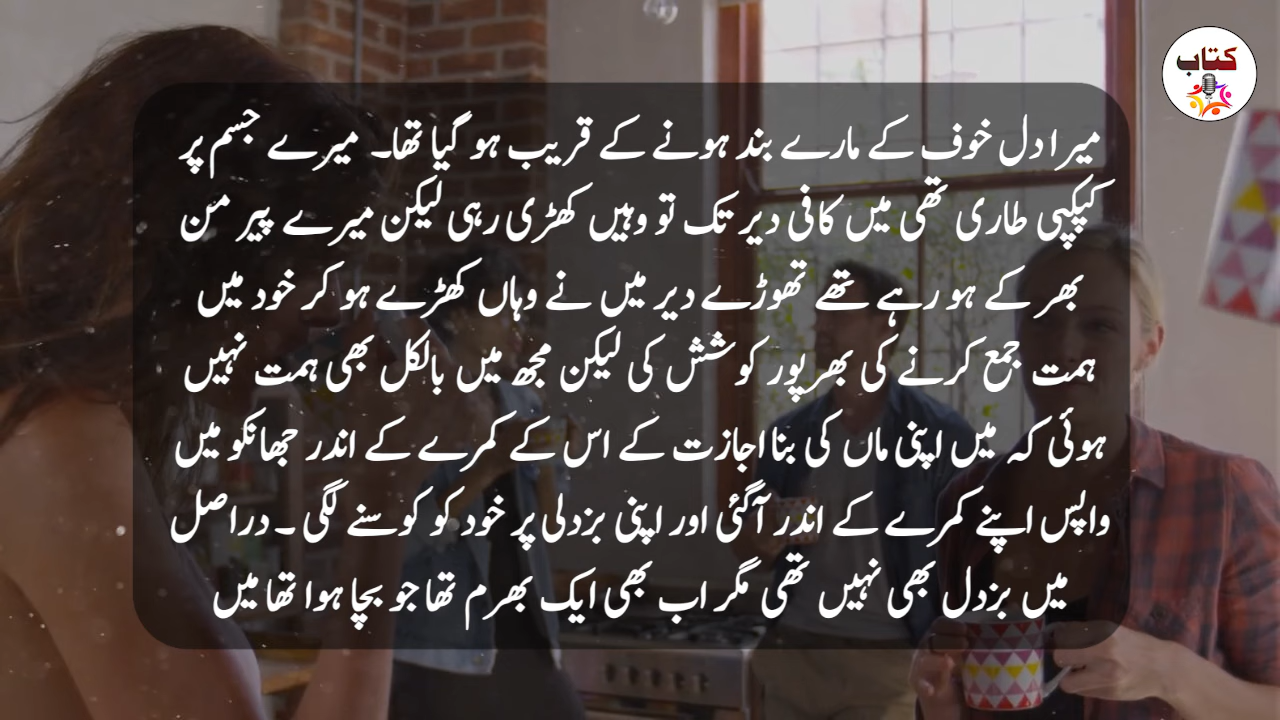 کتاب
میرا دل خوف کے مارے بند ہونے کے قریب ہو گیا تھا۔ میرے جسم پر
کپکپی طاری تھی میں کافی دیر تک تو وہیں کھڑی رہی لیکن میرے پیر من
بھر کے ہو رہے تھے تھوڑے دیر میں نے وہاں کھڑے ہو کر خود میں
ہمت جمع کرنے کی بھرپور کوشش کی لیکن مجھ میں بالکل بھی ہمت نہیں
ہوئی کہ میں اپنی ماں کی بنا اجازت کے اس کے کمرے کے اندر جھانکو میں
واپس اپنے کمرے کے اندر آگئی اور اپنی بزدلی پر خود کو کوسنے لگی ۔ دراصل
میں بزدل بھی نہیں تھی مگر اب بھی ایک بھرم تھا جو بچا ہوا تھا میں